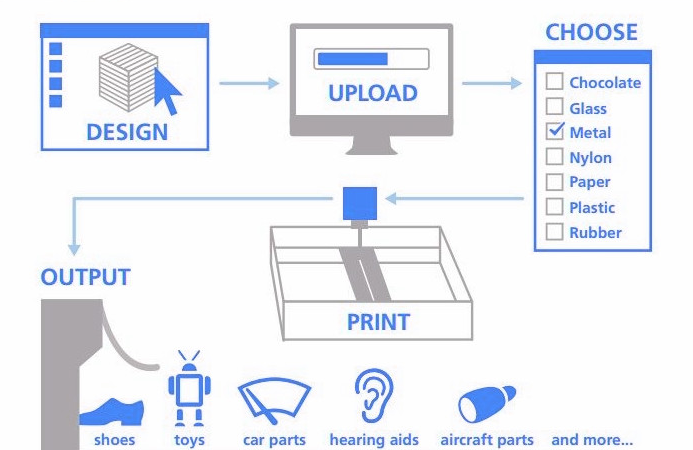 DESIGN
UPLOAD
CHOOSE
Chocolate
Glass
Metal
Nylon
Paper
Plastic
Rubber
PRINT
OUTPUT
shoes
toys
car parts
hearing aids
aircraft parts
and more...